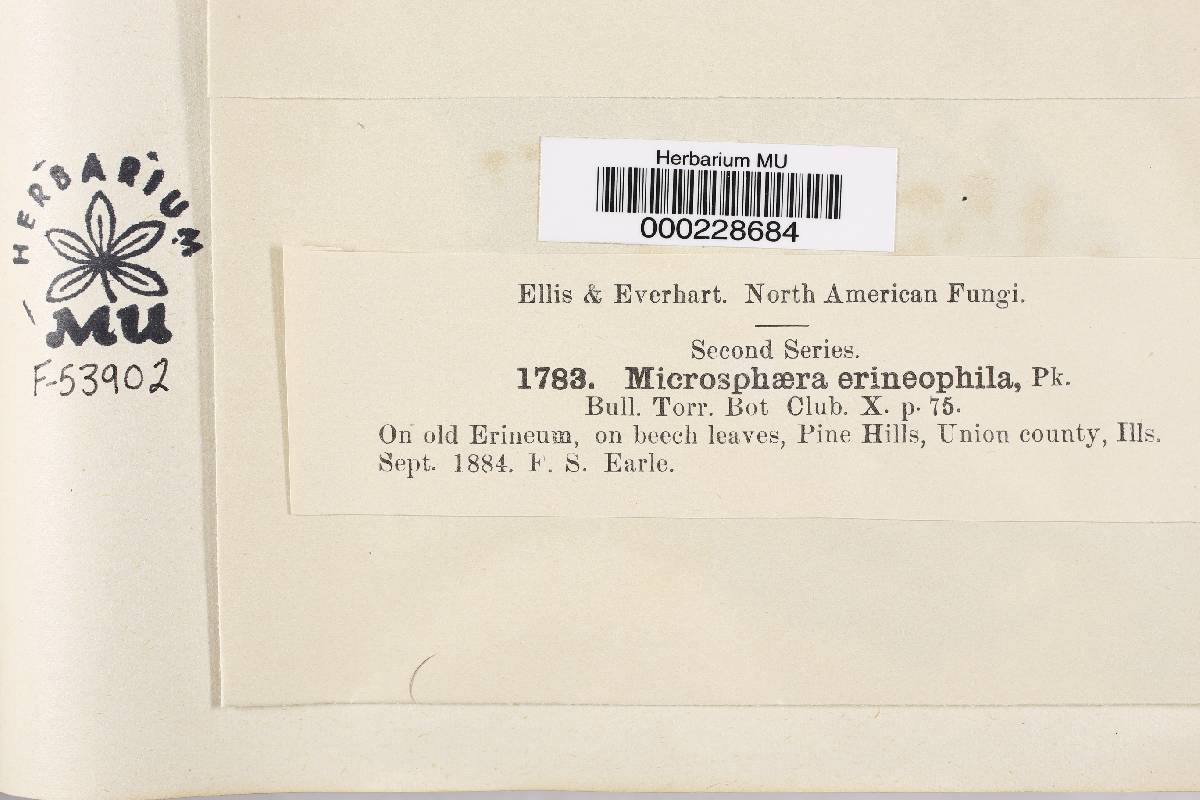 HERBARIUM
MU
F-53902
Herbarium MU
000228684
Ellis & Everhart. North American Fungi.
Second Series.
1783. Microsphæra erineophila, Pk.
Bull. Torr. Bot Club. X. p. 75.
On old Erineum, on beech leaves, Pine Hills, Union county, Ills.
Sept. 1884. F. S. Earle.